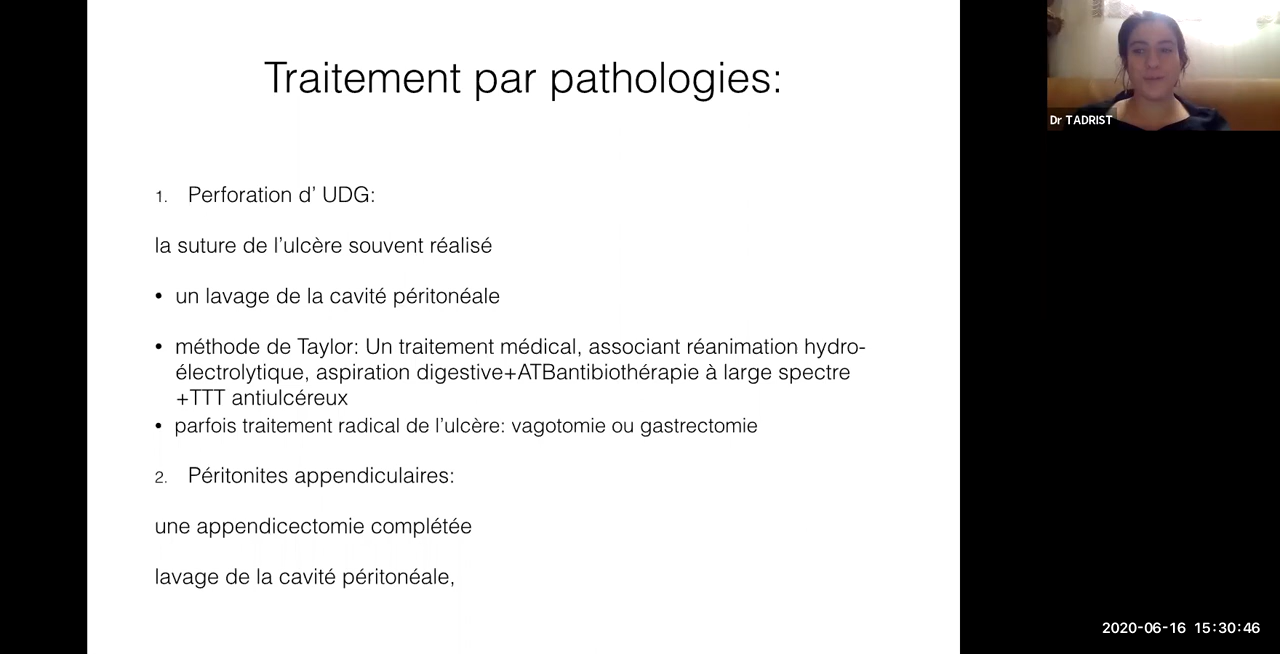 Traitement par pathologies:
1. Perforation d’ UDG:
la suture de l’ulcère souvent réalisé
• un lavage de la cavité péritonéale
• méthode de Taylor: Un traitement médical, associant réanimation hydro-
électrolytique, aspiration digestive+ATBantibiothérapie à large spectre
+TTT antiulcéreux
• parfois traitement radical de l’ulcère: vagotomie ou gastrectomie
2. Péritonites appendiculaires:
une appendicectomie complétée
lavage de la cavité péritonéale,
Dr TADRIST
2020-06-16 15:30:46